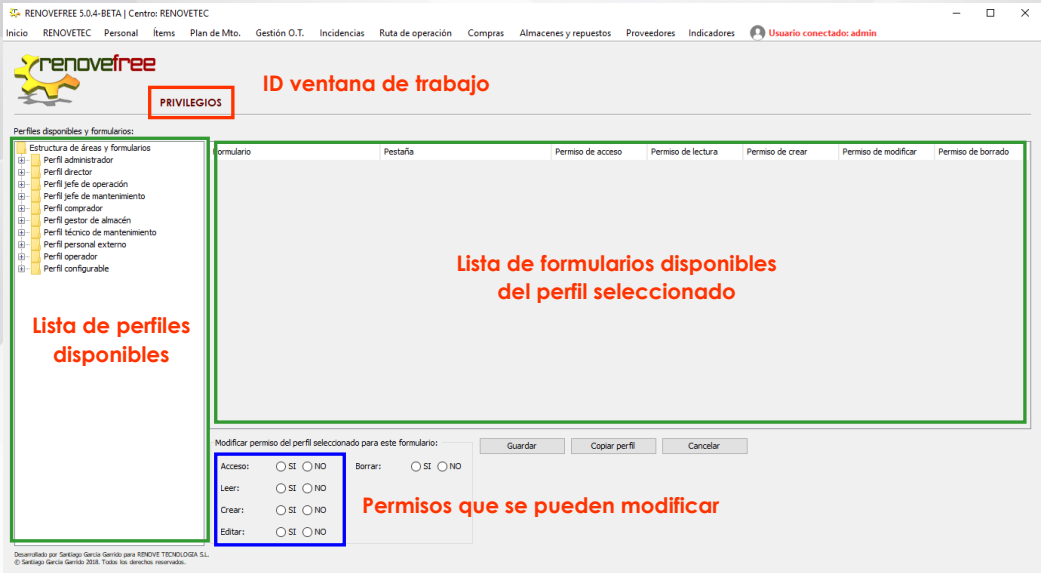 RENOVEFREE 5.0.4-BETA | Centro: RENOVETEC
Inicio RENOVETEC Personal Ítems Plan de Mto. Gestión O.T. Incidencias Ruta de operación Compras Almacenes y repuestos Proveedores Indicadores Usuario conectado: admin
renovefree
ID ventana de trabajo
PRIVILEGIOS
Perfiles disponibles y formularios:
Estructura de áreas y formularios
Perfil administrador
Perfil director
Perfil jefe de operación
Perfil jefe de mantenimiento
Perfil comprador
Perfil gestor de almacén
Perfil técnico de mantenimiento
Perfil personal externo
Perfil operador
Perfil configurable
Lista de perfiles
disponibles
Formulario Pestaña Permiso de acceso Permiso de lectura Permiso de crear Permiso de modificar Permiso de borrado
Lista de formularios disponibles
del perfil seleccionado
Modificar permiso del perfil seleccionado para este formulario:
Guardar Copiar perfil Cancelar
Acceso: SI NO Borrar: SI NO
Leer: SI NO
Crear: SI NO
Editar: SI NO
Permisos que se pueden modificar
Desarrollado por Santiago García Garrido para RENOVE TECNOLOGIA S.L.
© Santiago García Garrido 2018. Todos los derechos reservados.